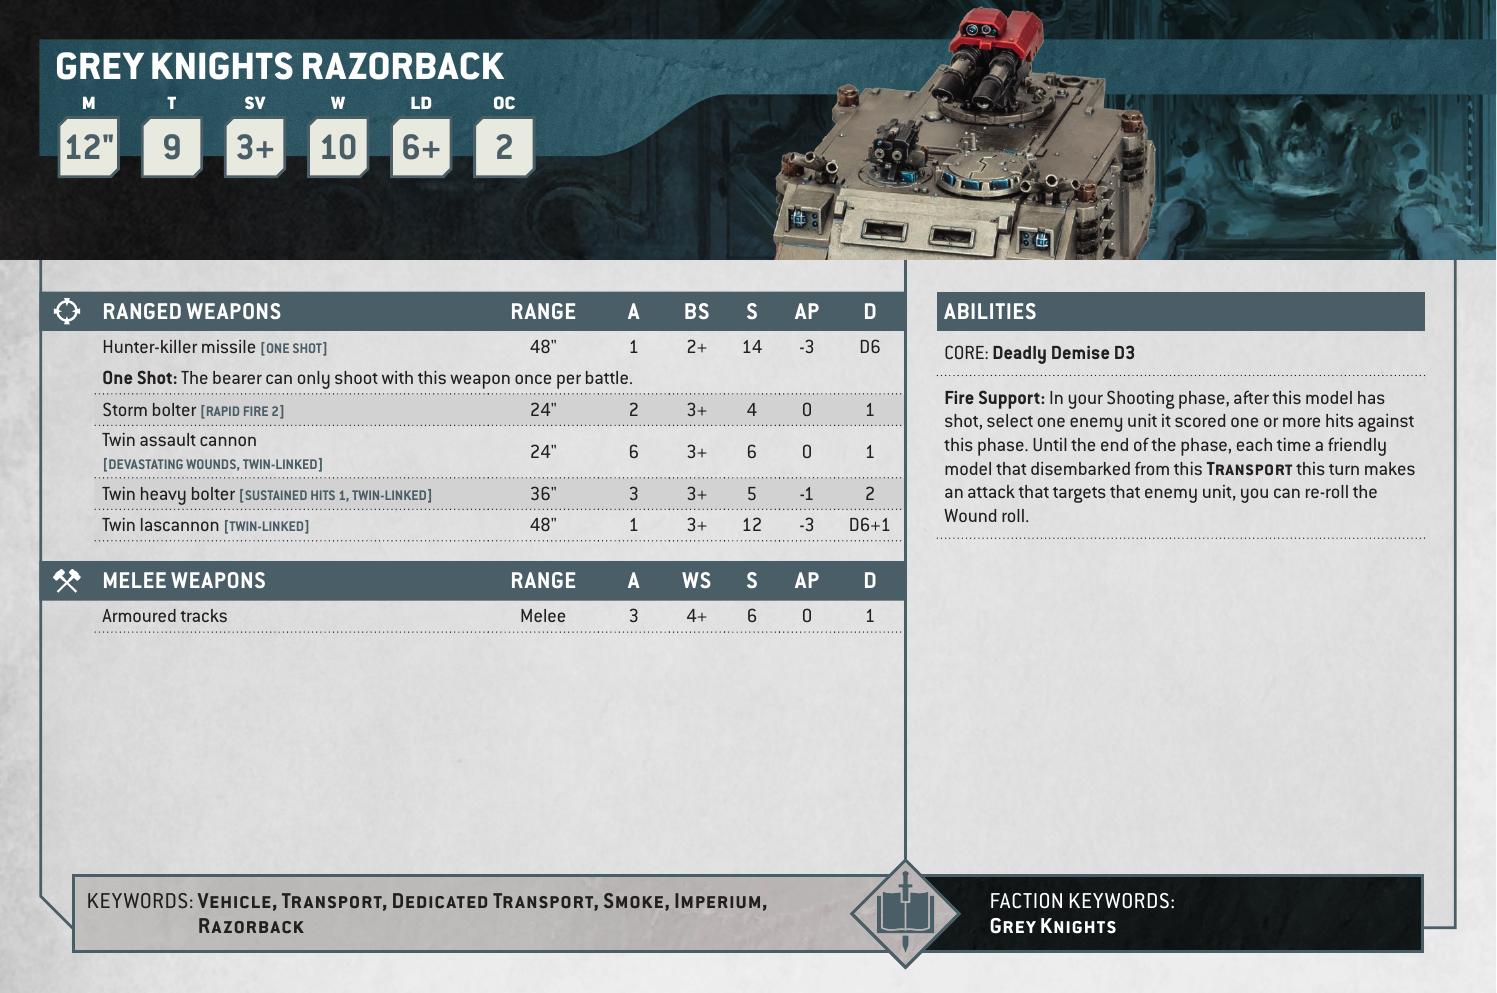 GREY KNIGHTS RAZORBACK
M T SV W LD OC
12" 9 3+ 10 6+ 2
RANGED WEAPONS RANGE A BS S AP D
Hunter-killer missile [ONE SHOT] 48" 1 2+ 14 -3 D6
One Shot: The bearer can only shoot with this weapon once per battle.
Storm bolter [RAPID FIRE 2] 24" 2 3+ 4 0 1
Twin assault cannon
[DEVASTATING WOUNDS, TWIN-LINKED] 24" 6 3+ 6 0 1
Twin heavy bolter [SUSTAINED HITS 1, TWIN-LINKED] 36" 3 3+ 5 -1 2
Twin lascannon [TWIN-LINKED] 48" 1 3+ 12 -3 D6+1
MELEE WEAPONS RANGE A WS S AP D
Armoured tracks Melee 3 4+ 6 0 1
ABILITIES
CORE: Deadly Demise D3
Fire Support: In your Shooting phase, after this model has
shot, select one enemy unit it scored one or more hits against
this phase. Until the end of the phase, each time a friendly
model that disembarked from this TRANSPORT this turn makes
an attack that targets that enemy unit, you can re-roll the
Wound roll.
KEYWORDS: VEHICLE, TRANSPORT, DEDICATED TRANSPORT, SMOKE, IMPERIUM,
RAZORBACK
FACTION KEYWORDS:
GREY KNIGHTS